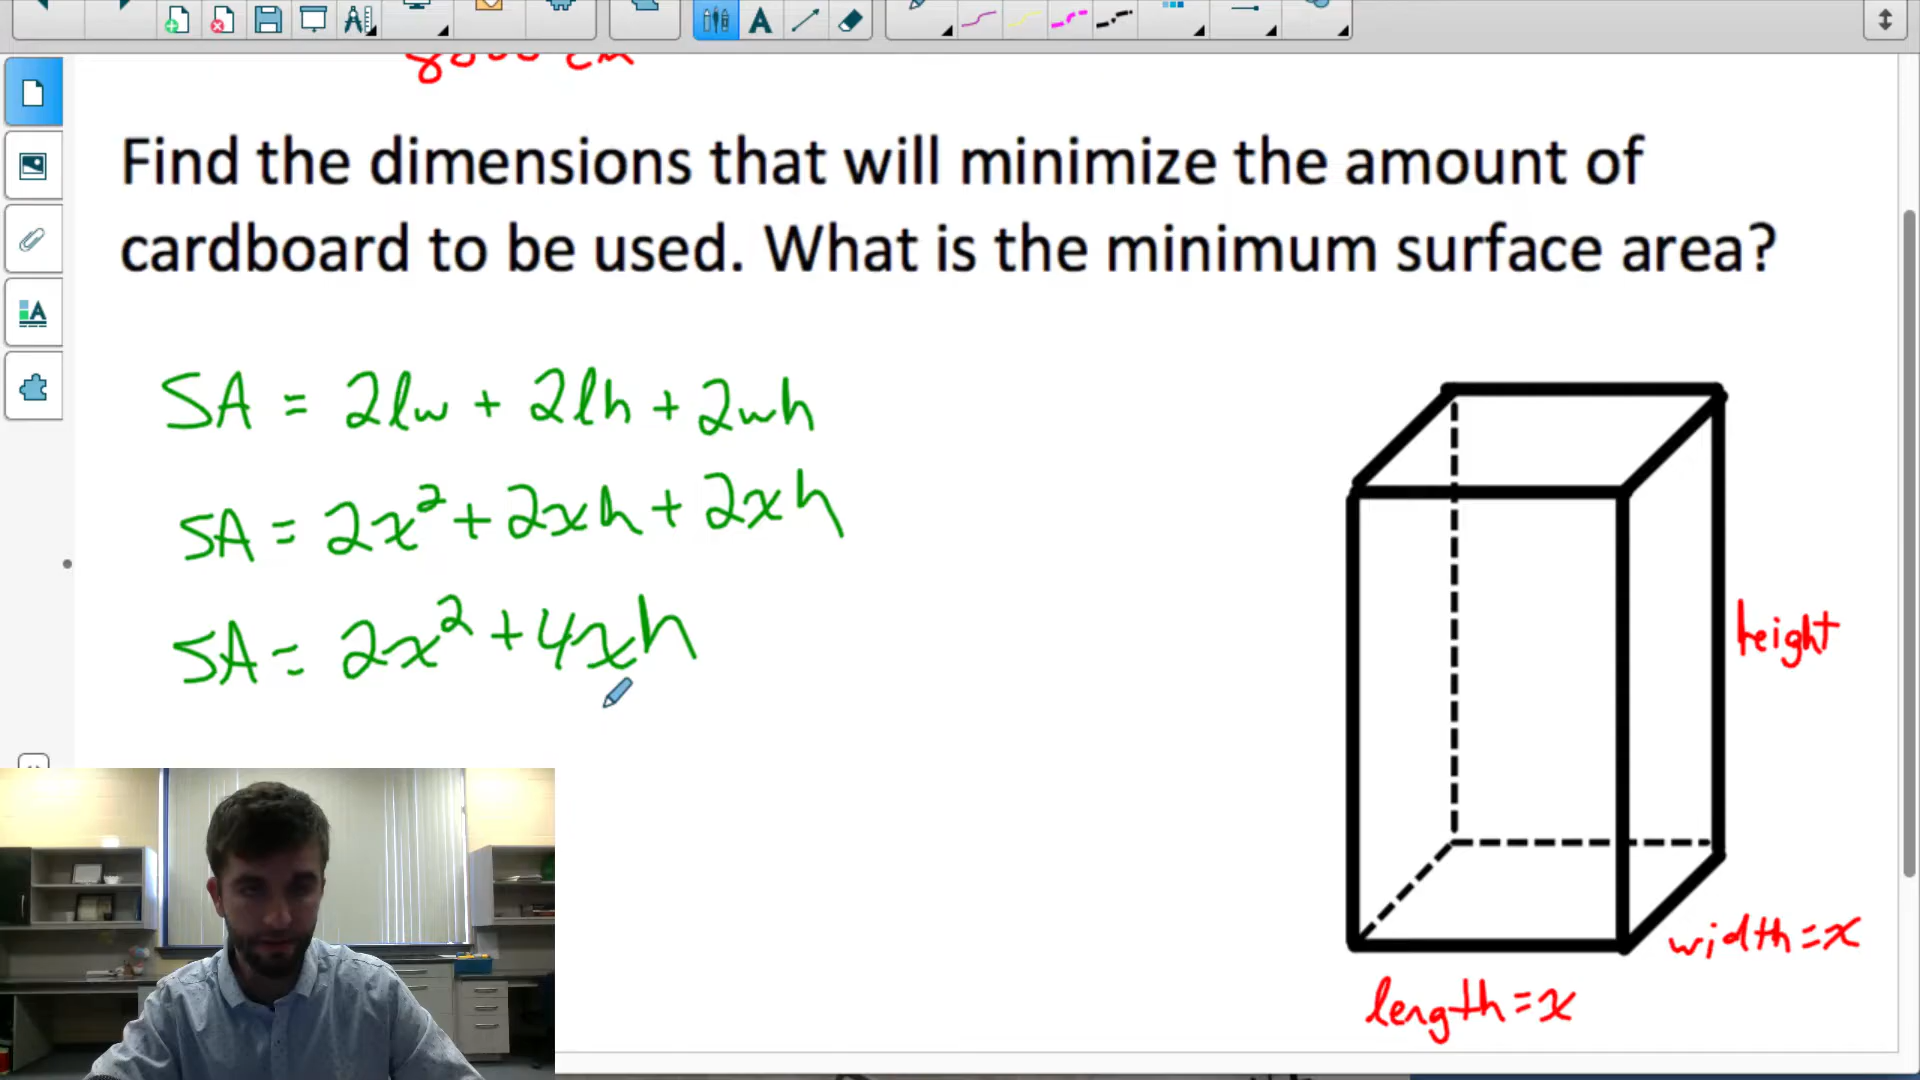 Find the dimensions that will minimize the amount of
cardboard to be used. What is the minimum surface area?
SA = 2lw + 2lh + 2wh
SA = 2x² + 2xh + 2xh
SA = 2x² + 4xh
height
width = x
length = x